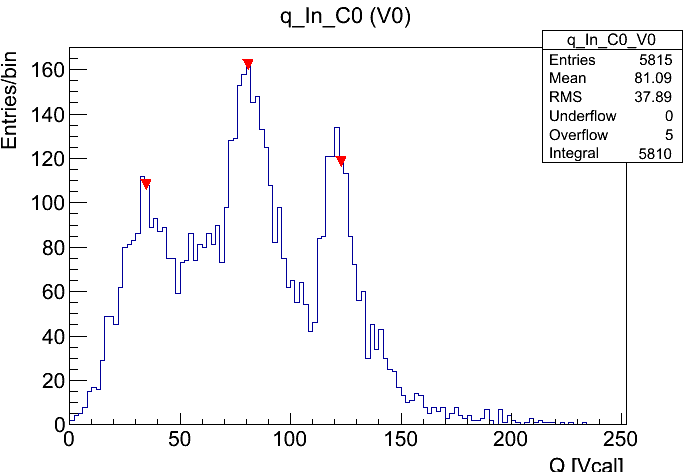 q_In_C0 (V0)
q_In_C0_V0
Entries 5815
Mean 81.09
RMS 37.89
Underflow 0
Overflow 5
Integral 5810
Entries/bin
160
140
120
100
80
60
40
20
0
0 50 100 150 200 250
Q [Vcal]